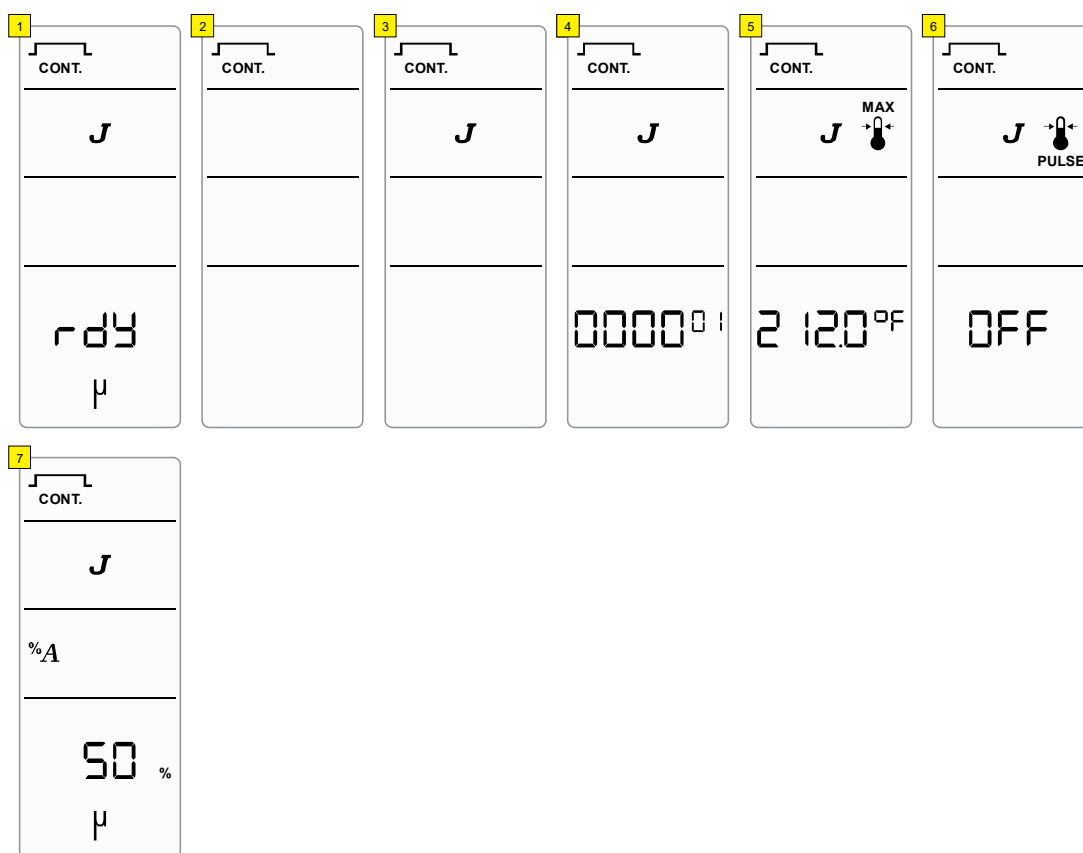 1
CONT.
J
rdY
µ
2
CONT.
3
CONT.
J
4
CONT.
J
000001
5
CONT.
MAX
J
212.0°F
6
CONT.
J
PULSE
OFF
7
CONT.
J
%A
50 %
µ